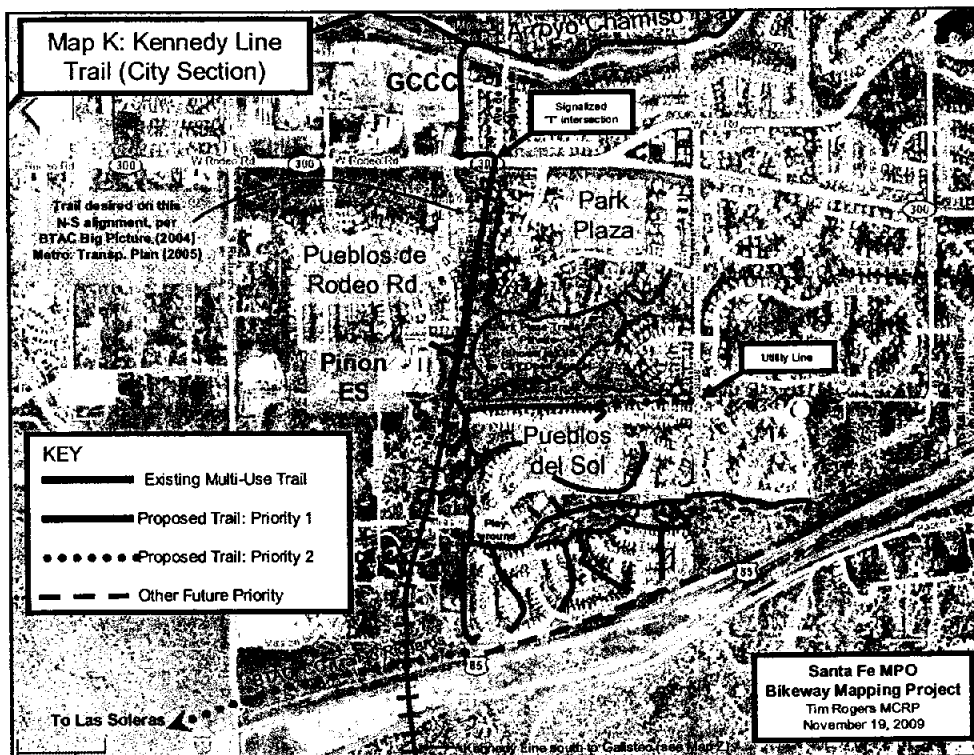 Map K: Kennedy Line
Trail (City Section)
Arroyo Chamiso
GCCC
Signalized
"T" intersection
300
W Rodeo Rd
300
W Rodeo Rd
300
Trail desired on this
N-S alignment, per
BTAC Big Picture (2004)
Metro. Transp. Plan (2005)
Park
Plaza
Pueblos de
Rodeo Rd.
Piñon
ES
Utility Line
Pueblos
del Sol
Play
ground
KEY
Existing Multi-Use Trail
Proposed Trail: Priority 1
Proposed Trail: Priority 2
Other Future Priority
85
85
To Las Soleras
Santa Fe MPO
Bikeway Mapping Project
Tim Rogers MCRP
November 19, 2009
Kennedy Line south to Galisteo (see Map